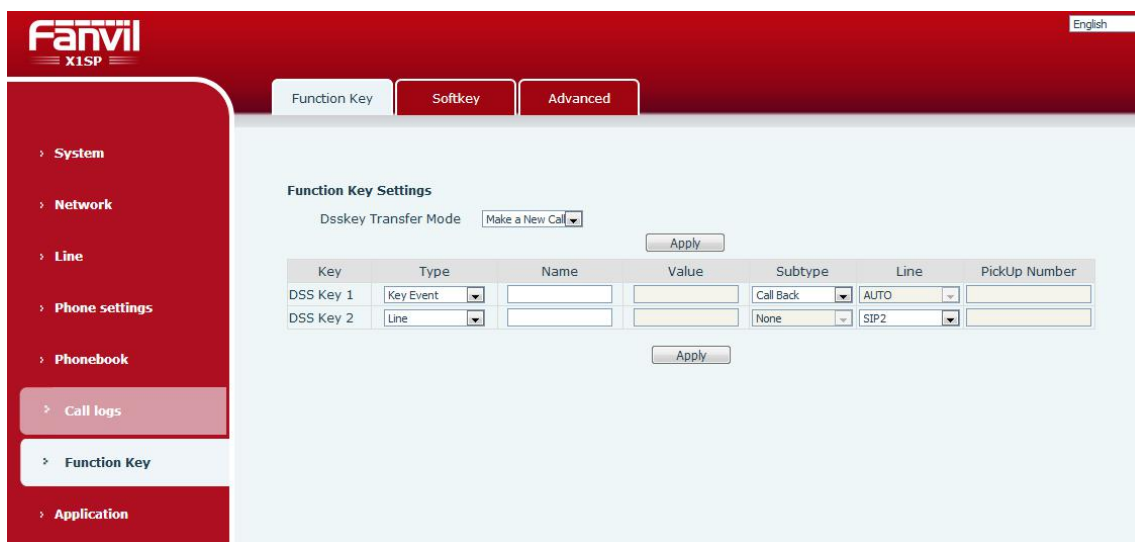 Fanvil
X1SP
English
Function Key Softkey Advanced
› System
› Network
› Line
› Phone settings
› Phonebook
› Call logs
› Function Key
› Application
Function Key Settings
Dsskey Transfer Mode Make a New Call
Apply
Key Type Name Value Subtype Line PickUp Number
DSS Key 1 Key Event Call Back AUTO
DSS Key 2 Line None SIP2
Apply